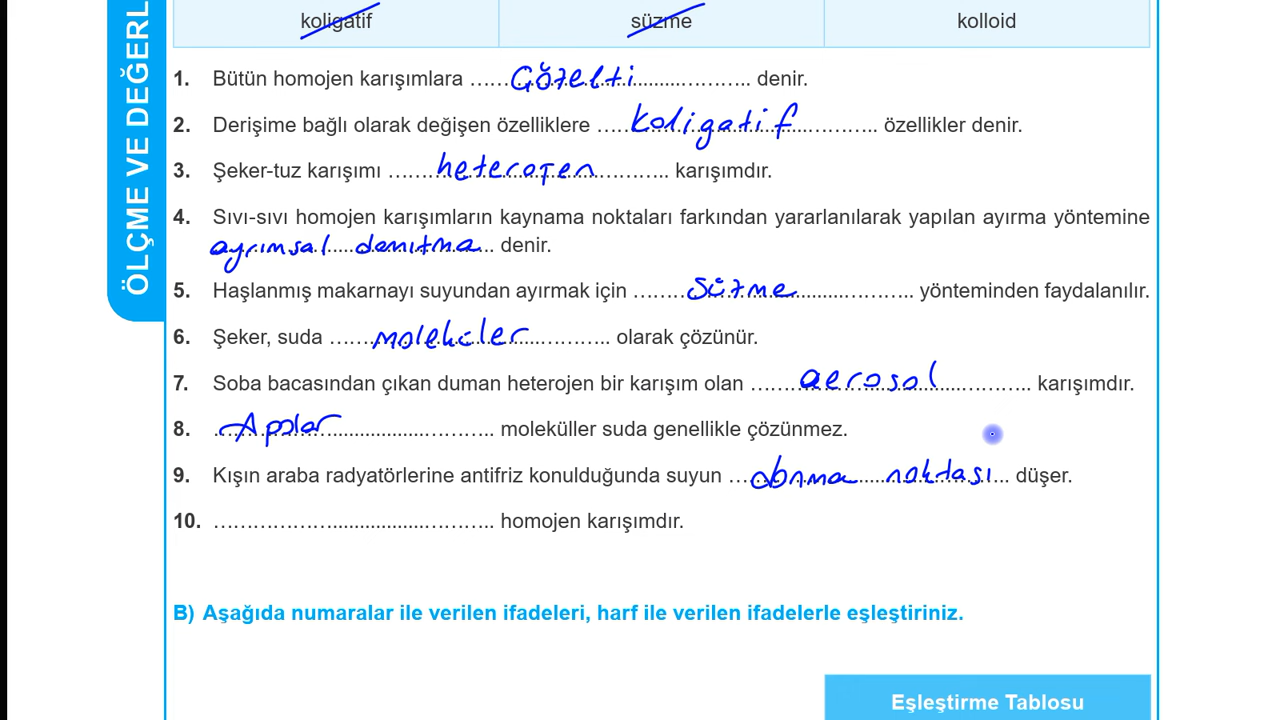 koligatif süzme kolloid
ÖLÇME VE DEĞERL
1. Bütün homojen karışımlara ......Çözelti.................. denir.
2. Derişime bağlı olarak değişen özelliklere .....koligatif............ özellikler denir.
3. Şeker-tuz karışımı .......heterojen............ karışımdır.
4. Sıvı-sıvı homojen karışımların kaynama noktaları farkından yararlanılarak yapılan ayırma yöntemine
ayrımsal .... damıtma .. denir.
5. Haşlanmış makarnayı suyundan ayırmak için ........süzme.................. yönteminden faydalanılır.
6. Şeker, suda ......moleküler............... olarak çözünür.
7. Soba bacasından çıkan duman heterojen bir karışım olan .......aerosol............... karışımdır.
8. Apolar........................... moleküller suda genellikle çözünmez.
9. Kışın araba radyatörlerine antifriz konulduğunda suyun ...donma .... noktası .. düşer.
10. ………………….................……….. homojen karışımdır.
B) Aşağıda numaralar ile verilen ifadeleri, harf ile verilen ifadelerle eşleştiriniz.
Eşleştirme Tablosu